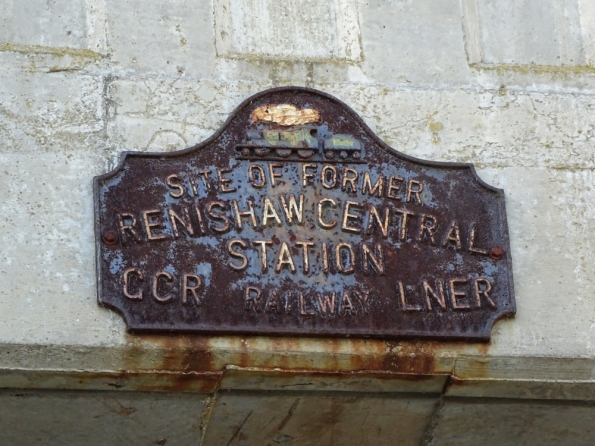 SITE OF FORMER
RENISHAW CENTRAL
STATION
GCR RAILWAY LNER